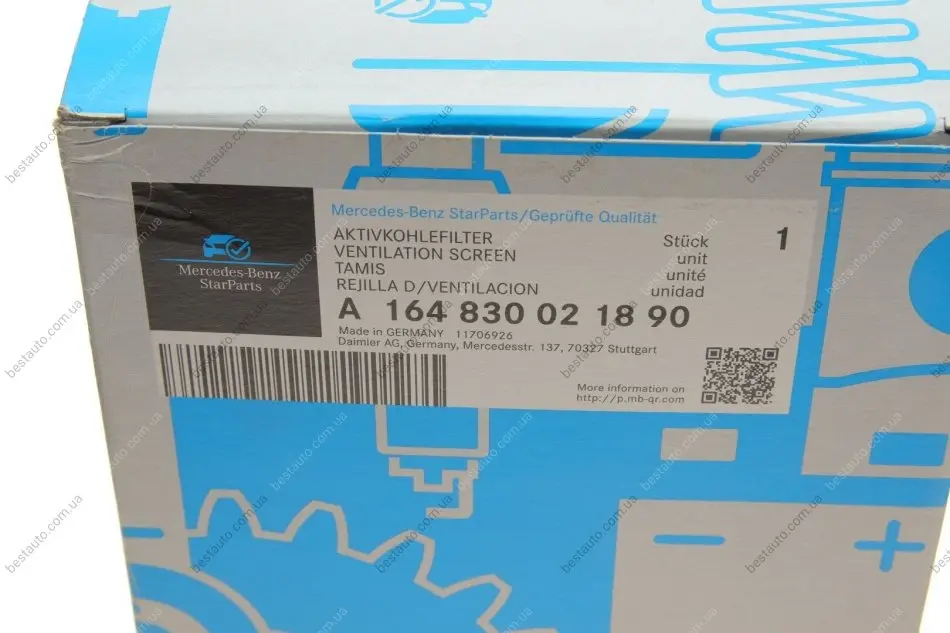 Mercedes-Benz StarParts/Geprüfte Qualität
AKTIVKOHLEFILTER
VENTILATION SCREEN
TAMIS
REJILLA D/VENTILACION
Stück 1
unit
unité
unidad
A 164 830 02 18 90
Made in GERMANY 11706926
Daimler AG, Germany, Mercedesstr. 137, 70327 Stuttgart
More information on
http://p.mb-qr.com
Mercedes-Benz
StarParts
bestauto.com.ua